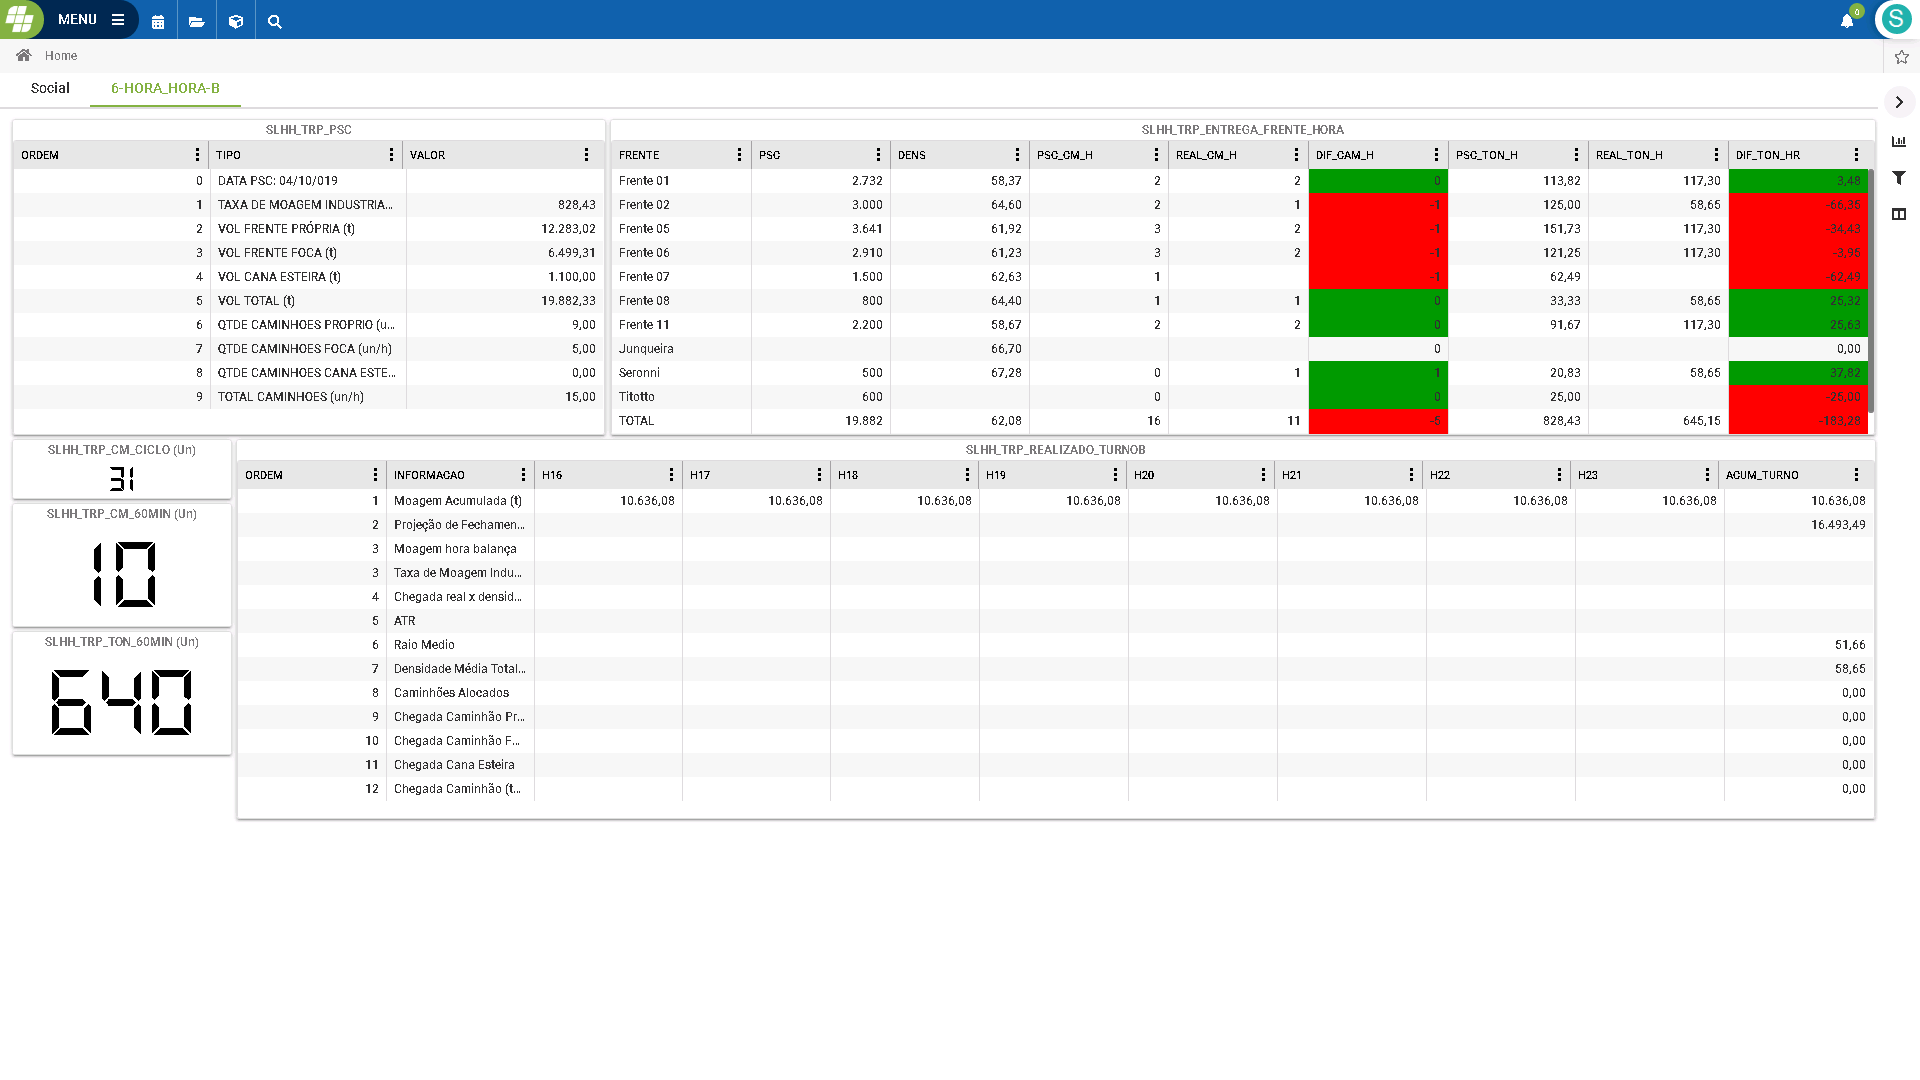 MENU
0
S
Home
Social 6-HORA_HORA-B
SLHH_TRP_PSC
ORDEM TIPO VALOR
0 DATA PSC: 04/10/019
1 TAXA DE MOAGEM INDUSTRIA... 828,43
2 VOL FRENTE PRÓPRIA (t) 12.283,02
3 VOL FRENTE FOCA (t) 6.499,31
4 VOL CANA ESTEIRA (t) 1.100,00
5 VOL TOTAL (t) 19.882,33
6 QTDE CAMINHOES PROPRIO (u... 9,00
7 QTDE CAMINHOES FOCA (un/h) 5,00
8 QTDE CAMINHOES CANA ESTE... 0,00
9 TOTAL CAMINHOES (un/h) 15,00
SLHH_TRP_ENTREGA_FRENTE_HORA
FRENTE PSC DENS PSC_CM_H REAL_CM_H DIF_CAM_H PSC_TON_H REAL_TON_H DIF_TON_HR
Frente 01 2.732 58,37 2 2 0 113,82 117,30 3,48
Frente 02 3.000 64,60 2 1 -1 125,00 58,65 -66,35
Frente 05 3.641 61,92 3 2 -1 151,73 117,30 -34,43
Frente 06 2.910 61,23 3 2 -1 121,25 117,30 -3,95
Frente 07 1.500 62,63 1 -1 62,49 -62,49
Frente 08 800 64,40 1 1 0 33,33 58,65 25,32
Frente 11 2.200 58,67 2 2 0 91,67 117,30 25,63
Junqueira 66,70 0 0,00
Seronni 500 67,28 0 1 1 20,83 58,65 37,82
Titotto 600 0 0 25,00 -25,00
TOTAL 19.882 62,08 16 11 -5 828,43 645,15 -183,28
SLHH_TRP_CM_CICLO (Un)
31
SLHH_TRP_CM_60MIN (Un)
10
SLHH_TRP_TON_60MIN (Un)
640
SLHH_TRP_REALIZADO_TURNOB
ORDEM INFORMACAO H16 H17 H18 H19 H20 H21 H22 H23 ACUM_TURNO
1 Moagem Acumulada (t) 10.636,08 10.636,08 10.636,08 10.636,08 10.636,08 10.636,08 10.636,08 10.636,08 10.636,08
2 Projeção de Fechamen... 16.493,49
3 Moagem hora balança
3 Taxa de Moagem Indu...
4 Chegada real x densid...
5 ATR
6 Raio Medio 51,66
7 Densidade Média Total... 58,65
8 Caminhões Alocados 0,00
9 Chegada Caminhão Pr... 0,00
10 Chegada Caminhão F... 0,00
11 Chegada Cana Esteira 0,00
12 Chegada Caminhão (t... 0,00